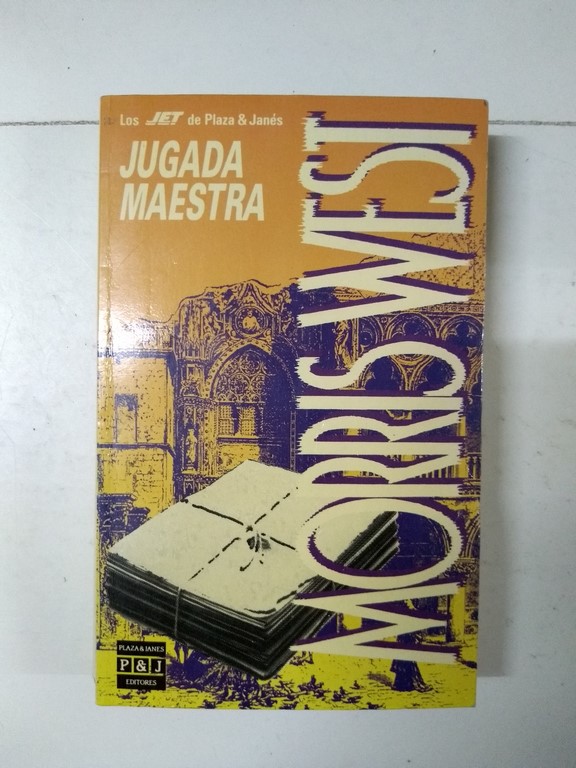 Los JET de Plaza & Janés
JUGADA
MAESTRA
MORRIS WEST
PLAZA & JANES
P & J
EDITORES